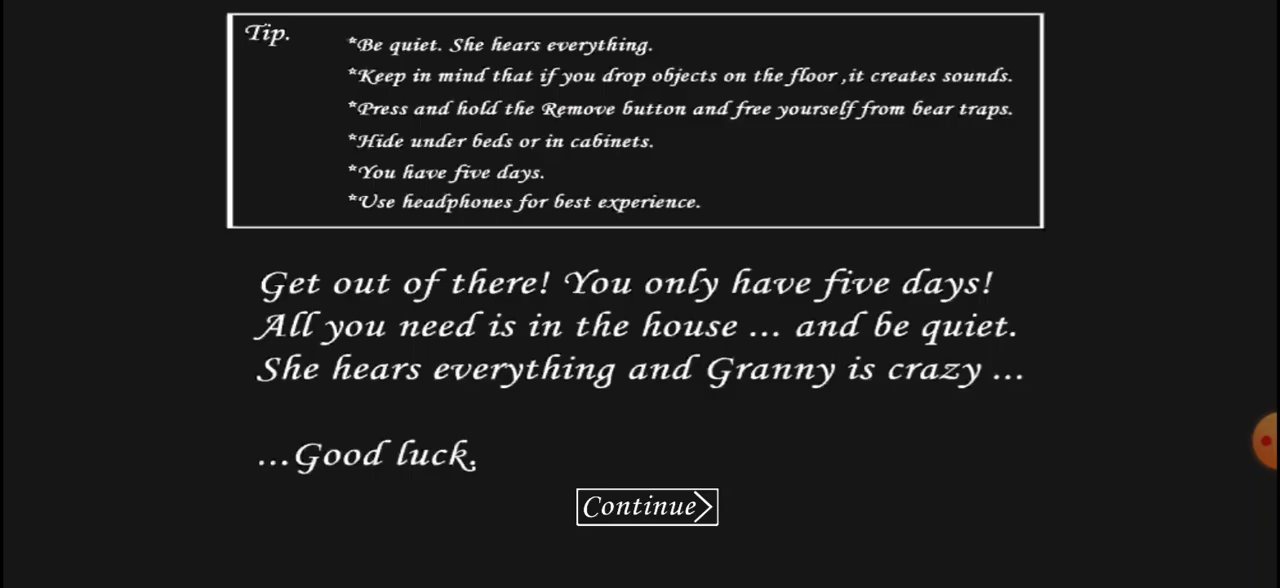 Tip.
*Be quiet. She hears everything.
*Keep in mind that if you drop objects on the floor ,it creates sounds.
*Press and hold the Remove button and free yourself from bear traps.
*Hide under beds or in cabinets.
*You have five days.
*Use headphones for best experience.
Get out of there! You only have five days!
All you need is in the house ... and be quiet.
She hears everything and Granny is crazy ...
...Good luck.
Continue>